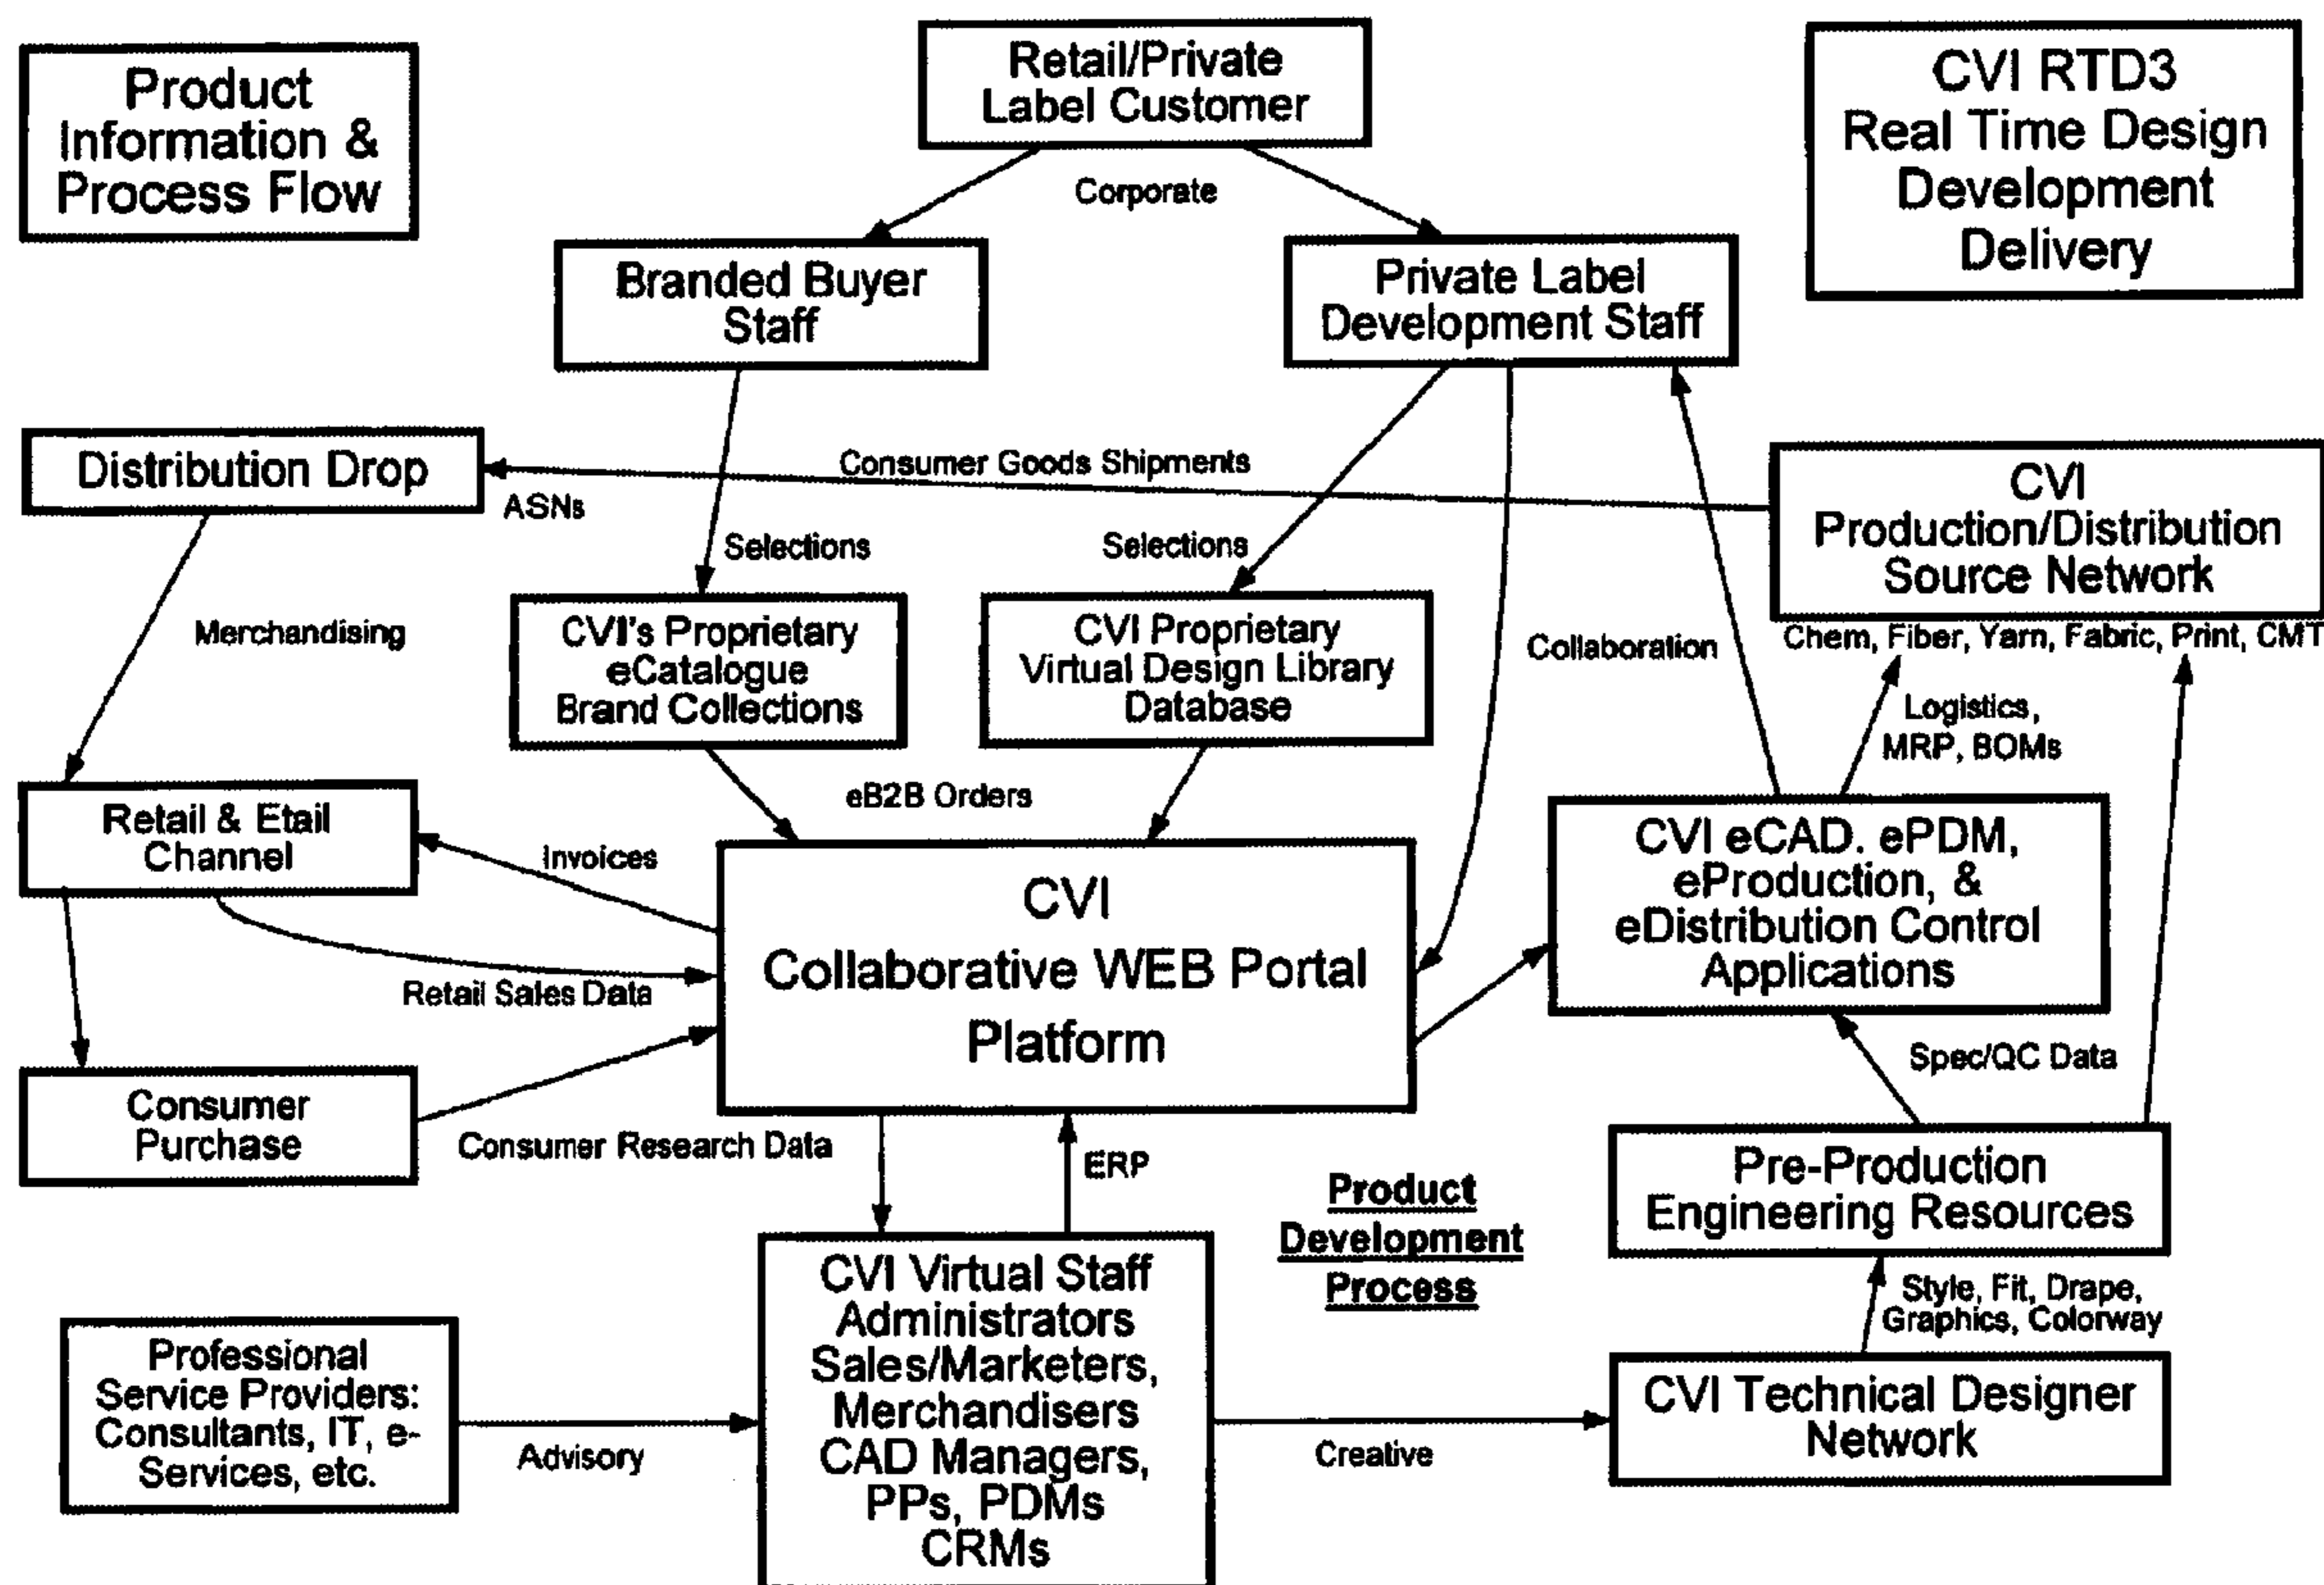 Product
Information &
Process Flow
Retail/Private
Label Customer
CVI RTD3
Real Time Design
Development
Delivery
Corporate
Branded Buyer
Staff
Private Label
Development Staff
Distribution Drop
ASNs
Consumer Goods Shipments
CVI
Production/Distribution
Source Network
Chem, Fiber, Yarn, Fabric, Print, CMT
Selections
Selections
Merchandising
CVI's Proprietary
eCatalogue
Brand Collections
CVI Proprietary
Virtual Design Library
Database
Collaboration
Logistics,
MRP, BOMs
eB2B Orders
Retail & Etail
Channel
Invoices
CVI
Collaborative WEB Portal
Platform
CVI eCAD. ePDM,
eProduction, &
eDistribution Control
Applications
Retail Sales Data
Spec/QC Data
Consumer
Purchase
Consumer Research Data
ERP
Product
Development
Process
Pre-Production
Engineering Resources
Style, Fit, Drape,
Graphics, Colorway
Professional
Service Providers:
Consultants, IT, e-
Services, etc.
Advisory
CVI Virtual Staff
Administrators
Sales/Marketers,
Merchandisers
CAD Managers,
PPs, PDMs
CRMs
Creative
CVI Technical Designer
Network